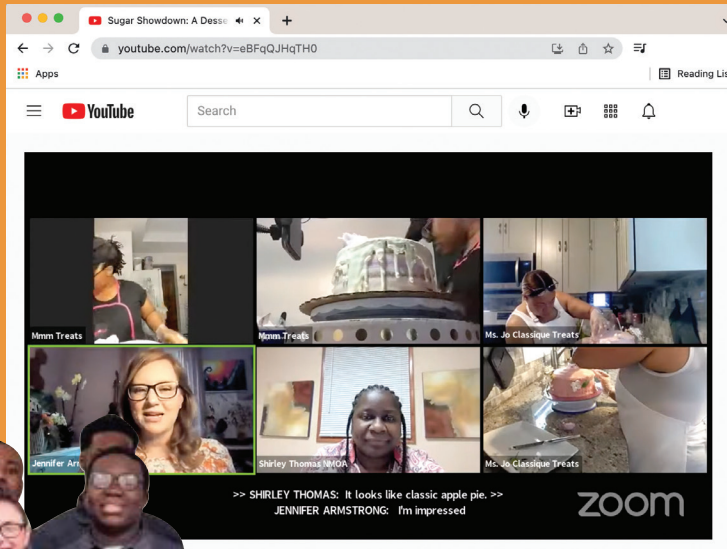 Sugar Showdown: A Desse
youtube.com/watch?v=eBFqQJHqTH0
Apps
Reading Lis
YouTube
Search
Mmm Treats
Mmm Treats
Ms. Jo Classique Treats
Jennifer Arr
Shirley Thomas NMOA
Ms. Jo Classique Treats
>> SHIRLEY THOMAS: It looks like classic apple pie. >>
JENNIFER ARMSTRONG: I'm impressed
zoom